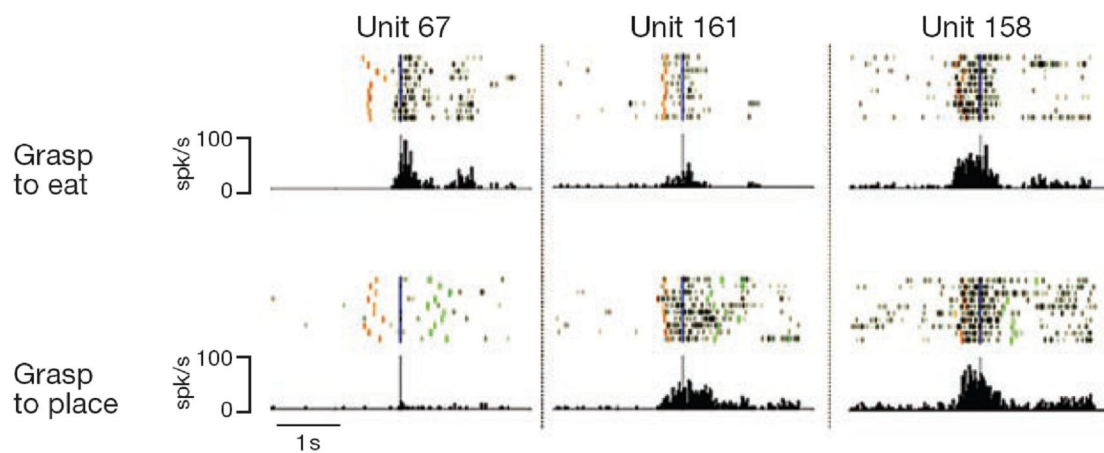 Unit 67 Unit 161 Unit 158
Grasp
to eat
spk/s
100
0
Grasp
to place
spk/s
100
0
1s